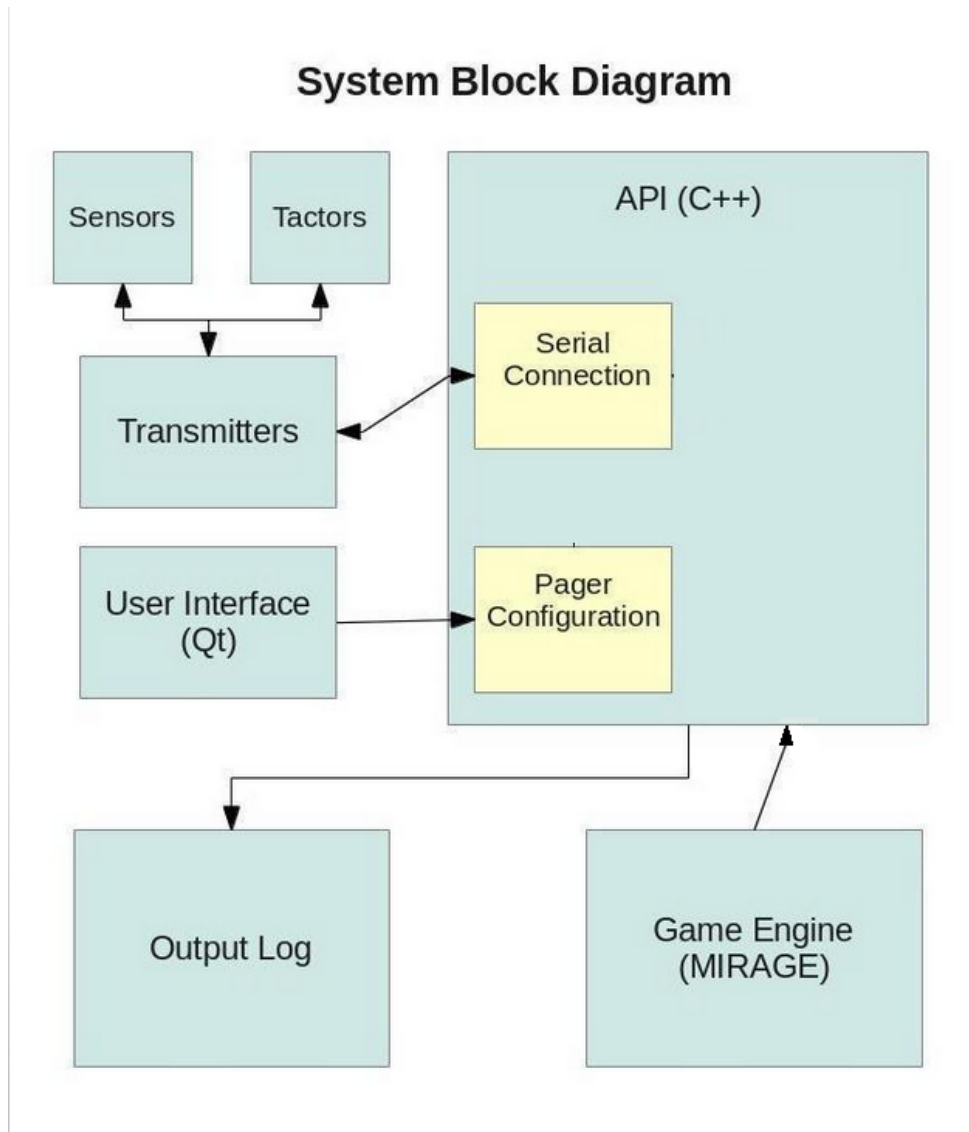 System Block Diagram
Sensors
Tactors
API (C++)
Serial
Connection
Transmitters
User Interface
(Qt)
Pager
Configuration
Output Log
Game Engine
(MIRAGE)